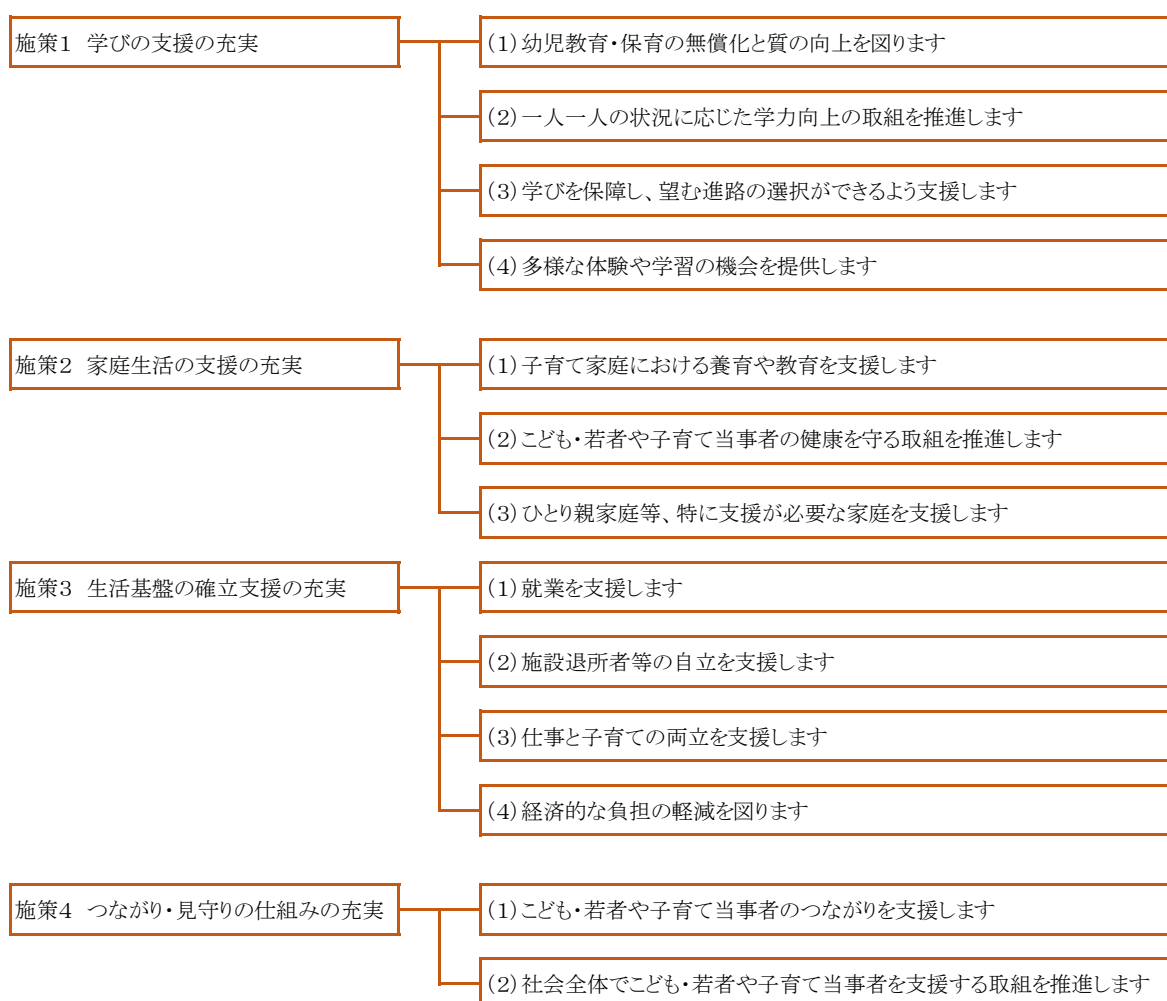 施策1 学びの支援の充実
(1)幼児教育・保育の無償化と質の向上を図ります
(2)一人一人の状況に応じた学力向上の取組を推進します
(3)学びを保障し、望む進路の選択ができるよう支援します
(4)多様な体験や学習の機会を提供します
施策2 家庭生活の支援の充実
(1)子育て家庭における養育や教育を支援します
(2)こども・若者や子育て当事者の健康を守る取組を推進します
(3)ひとり親家庭等、特に支援が必要な家庭を支援します
施策3 生活基盤の確立支援の充実
(1)就業を支援します
(2)施設退所者等の自立を支援します
(3)仕事と子育ての両立を支援します
(4)経済的な負担の軽減を図ります
施策4 つながり・見守りの仕組みの充実
(1)こども・若者や子育て当事者のつながりを支援します
(2)社会全体でこども・若者や子育て当事者を支援する取組を推進します